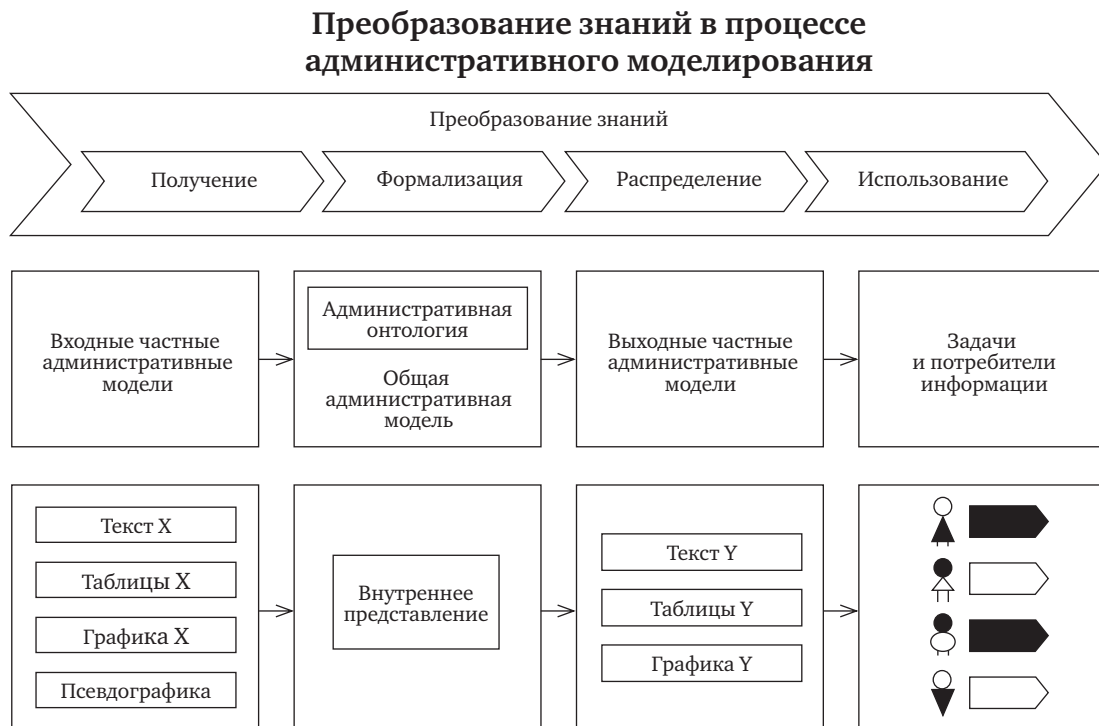 Преобразование знаний в процессе
административного моделирования
Преобразование знаний
Получение
Формализация
Распределение
Использование
Входные частные
административные
модели
Административная
онтология
Общая
административная
модель
Выходные частные
административные
модели
Задачи
и потребители
информации
Текст X
Таблицы X
Графика X
Псевдографика
Внутреннее
представление
Текст Y
Таблицы Y
Графика Y